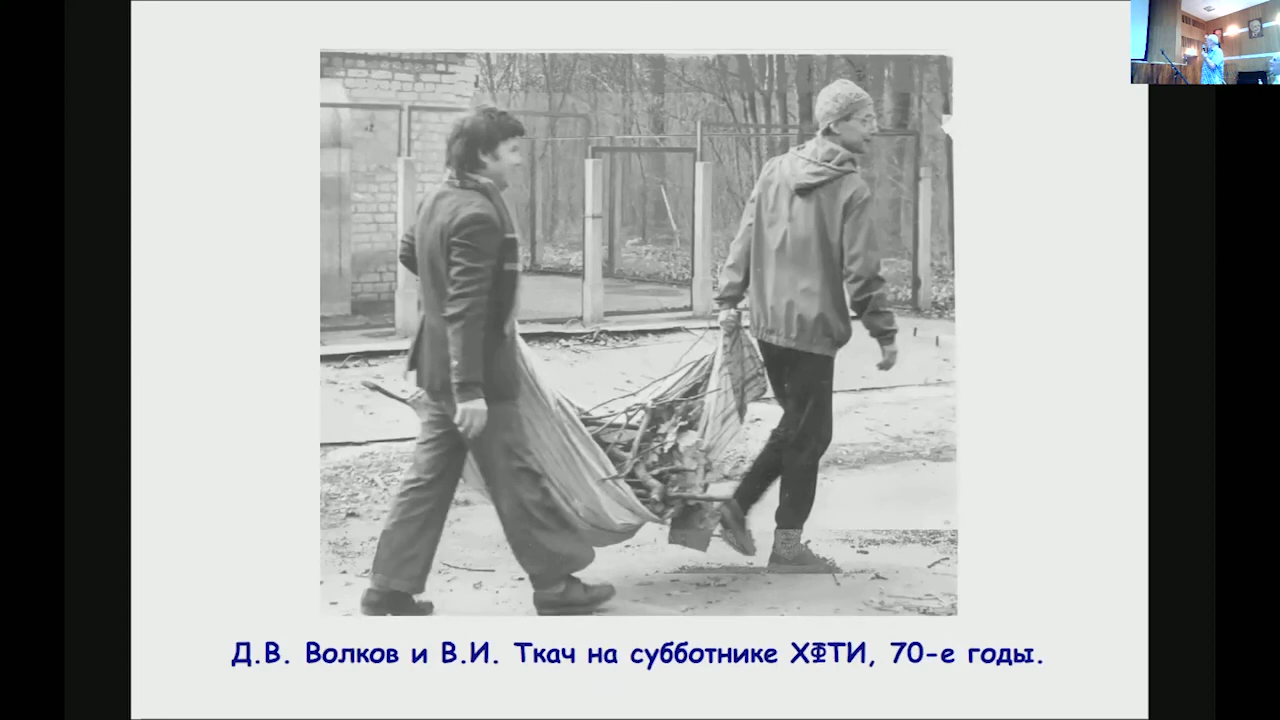 Д.В. Волков и В.И. Ткач на субботнике ХФТИ, 70-е годы.